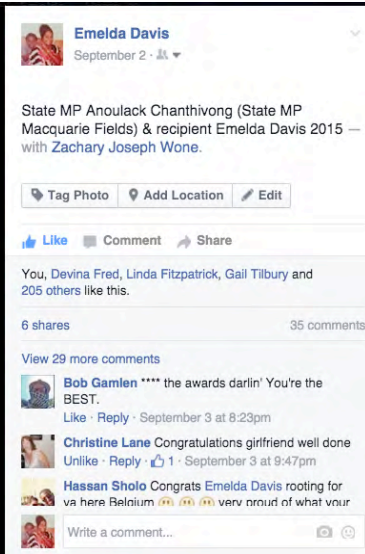 Emelda Davis
September 2 ·
State MP Anoulack Chanthivong (State MP
Macquarie Fields) & recipient Emelda Davis 2015 —
with Zachary Joseph Wone.
Tag Photo Add Location Edit
Like Comment Share
You, Devina Fred, Linda Fitzpatrick, Gail Tilbury and
205 others like this.
6 shares 35 comments
View 29 more comments
Bob Gamlen **** the awards darlin' You're the
BEST.
Like · Reply · September 3 at 8:23pm
Christine Lane Congratulations girlfriend well done
Unlike · Reply · 1 · September 3 at 9:47pm
Hassan Sholo Congrats Emelda Davis rooting for
ya here Belgium very proud of what your
Write a comment...